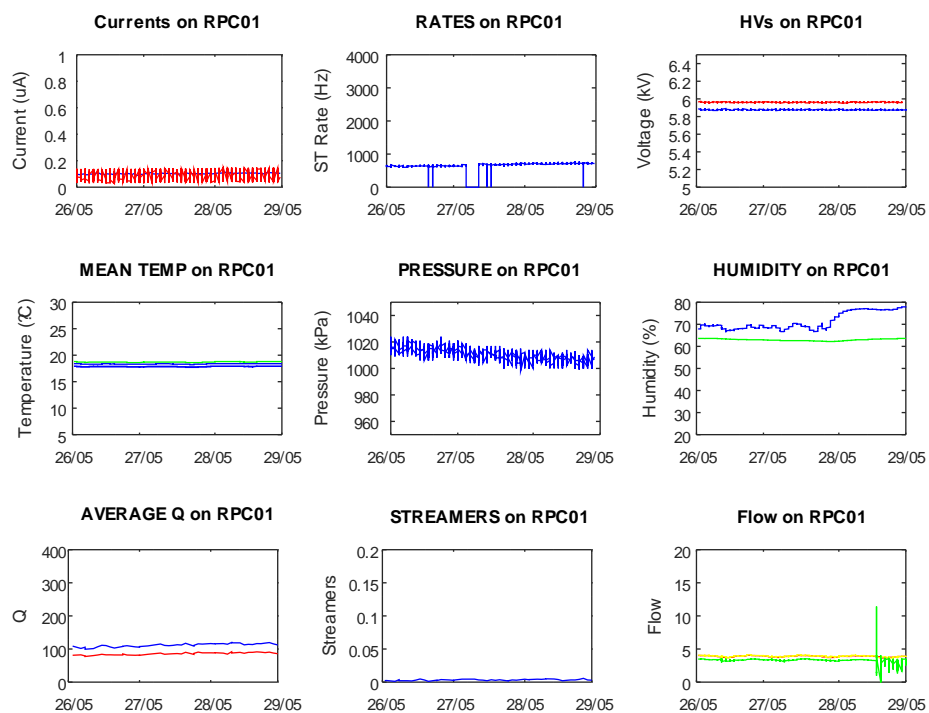 Currents on RPC01
RATES on RPC01
HVs on RPC01
Current (uA)
1
0.8
0.6
0.4
0.2
0
26/05 27/05 28/05 29/05
ST Rate (Hz)
4000
3000
2000
1000
0
26/05 27/05 28/05 29/05
Voltage (kV)
6.4
6.2
6
5.8
5.6
5.4
5.2
5
26/05 27/05 28/05 29/05
MEAN TEMP on RPC01
PRESSURE on RPC01
HUMIDITY on RPC01
Temperature (?C)
30
25
20
15
10
5
26/05 27/05 28/05 29/05
Pressure (kPa)
1040
1020
1000
980
960
26/05 27/05 28/05 29/05
Humidity (%)
80
70
60
50
40
30
20
26/05 27/05 28/05 29/05
AVERAGE Q on RPC01
STREAMERS on RPC01
Flow on RPC01
Q
400
300
200
100
0
26/05 27/05 28/05 29/05
Streamers
0.2
0.15
0.1
0.05
0
26/05 27/05 28/05 29/05
Flow
20
15
10
5
0
26/05 27/05 28/05 29/05